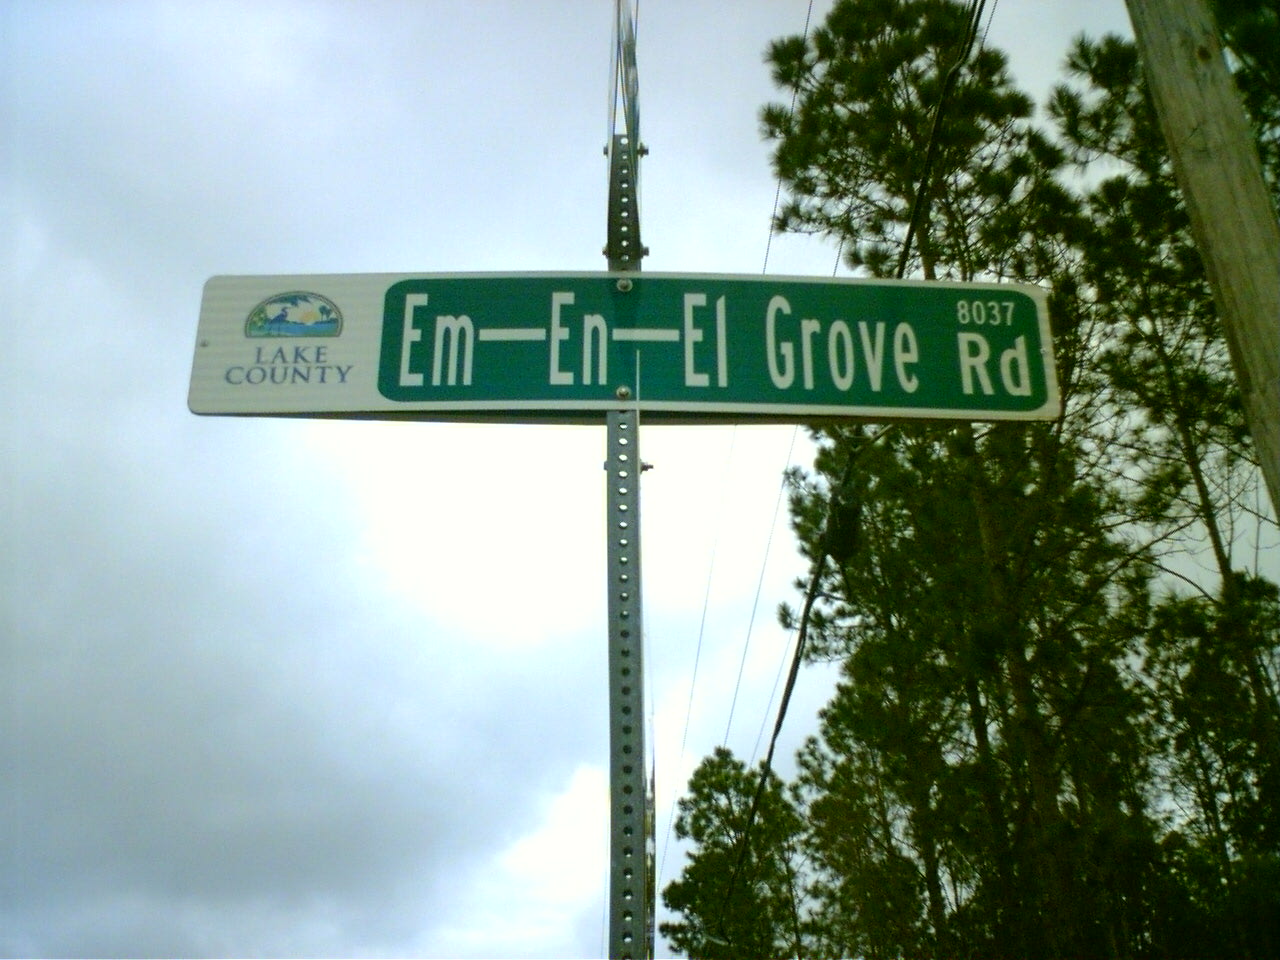 LAKE
COUNTY
Em—En—El Grove Rd
8037